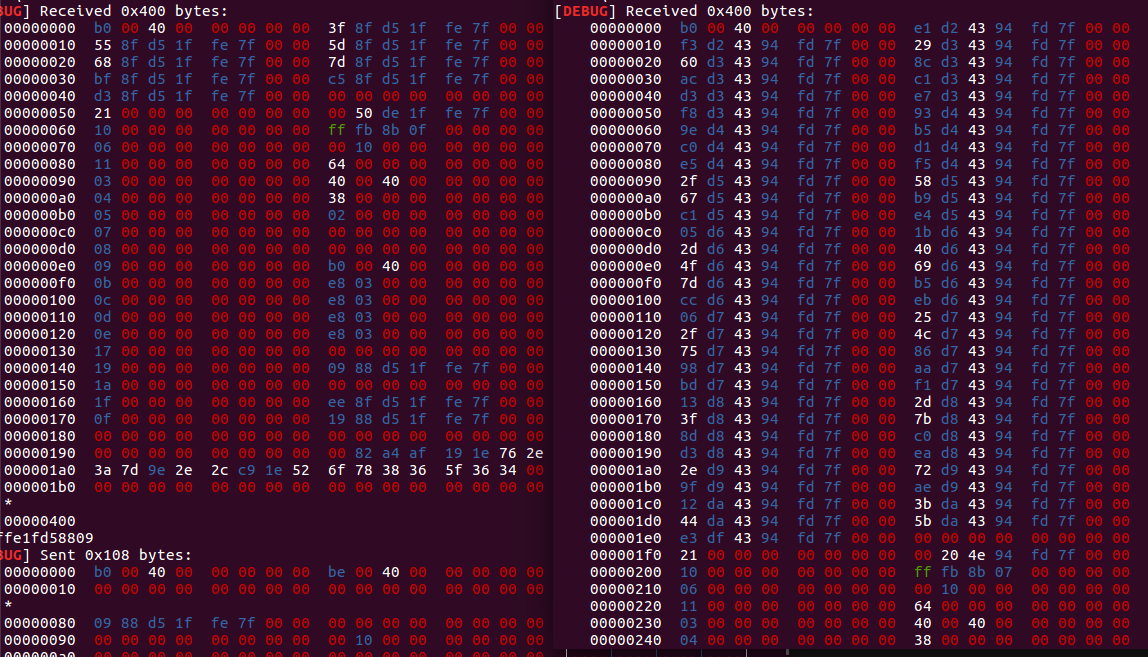 BUG] Received 0x400 bytes:
00000000 b0 00 40 00 00 00 00 00 3f 8f d5 1f fe 7f 00 00
00000010 55 8f d5 1f fe 7f 00 00 5d 8f d5 1f fe 7f 00 00
00000020 68 8f d5 1f fe 7f 00 00 7d 8f d5 1f fe 7f 00 00
00000030 bf 8f d5 1f fe 7f 00 00 c5 8f d5 1f fe 7f 00 00
00000040 d3 8f d5 1f fe 7f 00 00 00 00 00 00 00 00 00 00
00000050 21 00 00 00 00 00 00 00 00 50 de 1f fe 7f 00 00
00000060 10 00 00 00 00 00 00 00 ff fb 8b 0f 00 00 00 00
00000070 06 00 00 00 00 00 00 00 00 10 00 00 00 00 00 00
00000080 11 00 00 00 00 00 00 00 64 00 00 00 00 00 00 00
00000090 03 00 00 00 00 00 00 00 40 00 40 00 00 00 00 00
000000a0 04 00 00 00 00 00 00 00 38 00 00 00 00 00 00 00
000000b0 05 00 00 00 00 00 00 00 02 00 00 00 00 00 00 00
000000c0 07 00 00 00 00 00 00 00 00 00 00 00 00 00 00 00
000000d0 08 00 00 00 00 00 00 00 00 00 00 00 00 00 00 00
000000e0 09 00 00 00 00 00 00 00 b0 00 40 00 00 00 00 00
000000f0 0b 00 00 00 00 00 00 00 e8 03 00 00 00 00 00 00
00000100 0c 00 00 00 00 00 00 00 e8 03 00 00 00 00 00 00
00000110 0d 00 00 00 00 00 00 00 e8 03 00 00 00 00 00 00
00000120 0e 00 00 00 00 00 00 00 e8 03 00 00 00 00 00 00
00000130 17 00 00 00 00 00 00 00 00 00 00 00 00 00 00 00
00000140 19 00 00 00 00 00 00 00 09 88 d5 1f fe 7f 00 00
00000150 1a 00 00 00 00 00 00 00 00 00 00 00 00 00 00 00
00000160 1f 00 00 00 00 00 00 00 ee 8f d5 1f fe 7f 00 00
00000170 0f 00 00 00 00 00 00 00 19 88 d5 1f fe 7f 00 00
00000180 00 00 00 00 00 00 00 00 00 00 00 00 00 00 00 00
00000190 00 00 00 00 00 00 00 00 00 82 a4 af 19 1e 76 2e
000001a0 3a 7d 9e 2e 2c c9 1e 52 6f 78 38 36 5f 36 34 00
000001b0 00 00 00 00 00 00 00 00 00 00 00 00 00 00 00 00
*
00000400
ffe1fd58809
BUG] Sent 0x108 bytes:
00000000 b0 00 40 00 00 00 00 00 be 00 40 00 00 00 00 00
00000010 00 00 00 00 00 00 00 00 00 00 00 00 00 00 00 00
*
00000080 09 88 d5 1f fe 7f 00 00 00 00 00 00 00 00 00 00
00000090 00 00 00 00 00 00 00 00 00 10 00 00 00 00 00 00
000000a0 00 00 00 00 00 00 00 00 00 00 00 00 00 00 00 00
[DEBUG] Received 0x400 bytes:
00000000 b0 00 40 00 00 00 00 00 e1 d2 43 94 fd 7f 00 00
00000010 f3 d2 43 94 fd 7f 00 00 29 d3 43 94 fd 7f 00 00
00000020 60 d3 43 94 fd 7f 00 00 8c d3 43 94 fd 7f 00 00
00000030 ac d3 43 94 fd 7f 00 00 c1 d3 43 94 fd 7f 00 00
00000040 d3 d3 43 94 fd 7f 00 00 e7 d3 43 94 fd 7f 00 00
00000050 f8 d3 43 94 fd 7f 00 00 93 d4 43 94 fd 7f 00 00
00000060 9e d4 43 94 fd 7f 00 00 b5 d4 43 94 fd 7f 00 00
00000070 c0 d4 43 94 fd 7f 00 00 d1 d4 43 94 fd 7f 00 00
00000080 e5 d4 43 94 fd 7f 00 00 f5 d4 43 94 fd 7f 00 00
00000090 2f d5 43 94 fd 7f 00 00 58 d5 43 94 fd 7f 00 00
000000a0 67 d5 43 94 fd 7f 00 00 b9 d5 43 94 fd 7f 00 00
000000b0 c1 d5 43 94 fd 7f 00 00 e4 d5 43 94 fd 7f 00 00
000000c0 05 d6 43 94 fd 7f 00 00 1b d6 43 94 fd 7f 00 00
000000d0 2d d6 43 94 fd 7f 00 00 40 d6 43 94 fd 7f 00 00
000000e0 4f d6 43 94 fd 7f 00 00 69 d6 43 94 fd 7f 00 00
000000f0 7d d6 43 94 fd 7f 00 00 b5 d6 43 94 fd 7f 00 00
00000100 cc d6 43 94 fd 7f 00 00 eb d6 43 94 fd 7f 00 00
00000110 06 d7 43 94 fd 7f 00 00 25 d7 43 94 fd 7f 00 00
00000120 2f d7 43 94 fd 7f 00 00 4c d7 43 94 fd 7f 00 00
00000130 75 d7 43 94 fd 7f 00 00 86 d7 43 94 fd 7f 00 00
00000140 98 d7 43 94 fd 7f 00 00 aa d7 43 94 fd 7f 00 00
00000150 bd d7 43 94 fd 7f 00 00 f1 d7 43 94 fd 7f 00 00
00000160 13 d8 43 94 fd 7f 00 00 2d d8 43 94 fd 7f 00 00
00000170 3f d8 43 94 fd 7f 00 00 7b d8 43 94 fd 7f 00 00
00000180 8d d8 43 94 fd 7f 00 00 c0 d8 43 94 fd 7f 00 00
00000190 d3 d8 43 94 fd 7f 00 00 ea d8 43 94 fd 7f 00 00
000001a0 2e d9 43 94 fd 7f 00 00 72 d9 43 94 fd 7f 00 00
000001b0 9f d9 43 94 fd 7f 00 00 ae d9 43 94 fd 7f 00 00
000001c0 12 da 43 94 fd 7f 00 00 3b da 43 94 fd 7f 00 00
000001d0 44 da 43 94 fd 7f 00 00 5b da 43 94 fd 7f 00 00
000001e0 e3 df 43 94 fd 7f 00 00 00 00 00 00 00 00 00 00
000001f0 21 00 00 00 00 00 00 00 00 20 4e 94 fd 7f 00 00
00000200 10 00 00 00 00 00 00 00 ff fb 8b 07 00 00 00 00
00000210 06 00 00 00 00 00 00 00 00 10 00 00 00 00 00 00
00000220 11 00 00 00 00 00 00 00 64 00 00 00 00 00 00 00
00000230 03 00 00 00 00 00 00 00 40 00 40 00 00 00 00 00
00000240 04 00 00 00 00 00 00 00 38 00 00 00 00 00 00 00